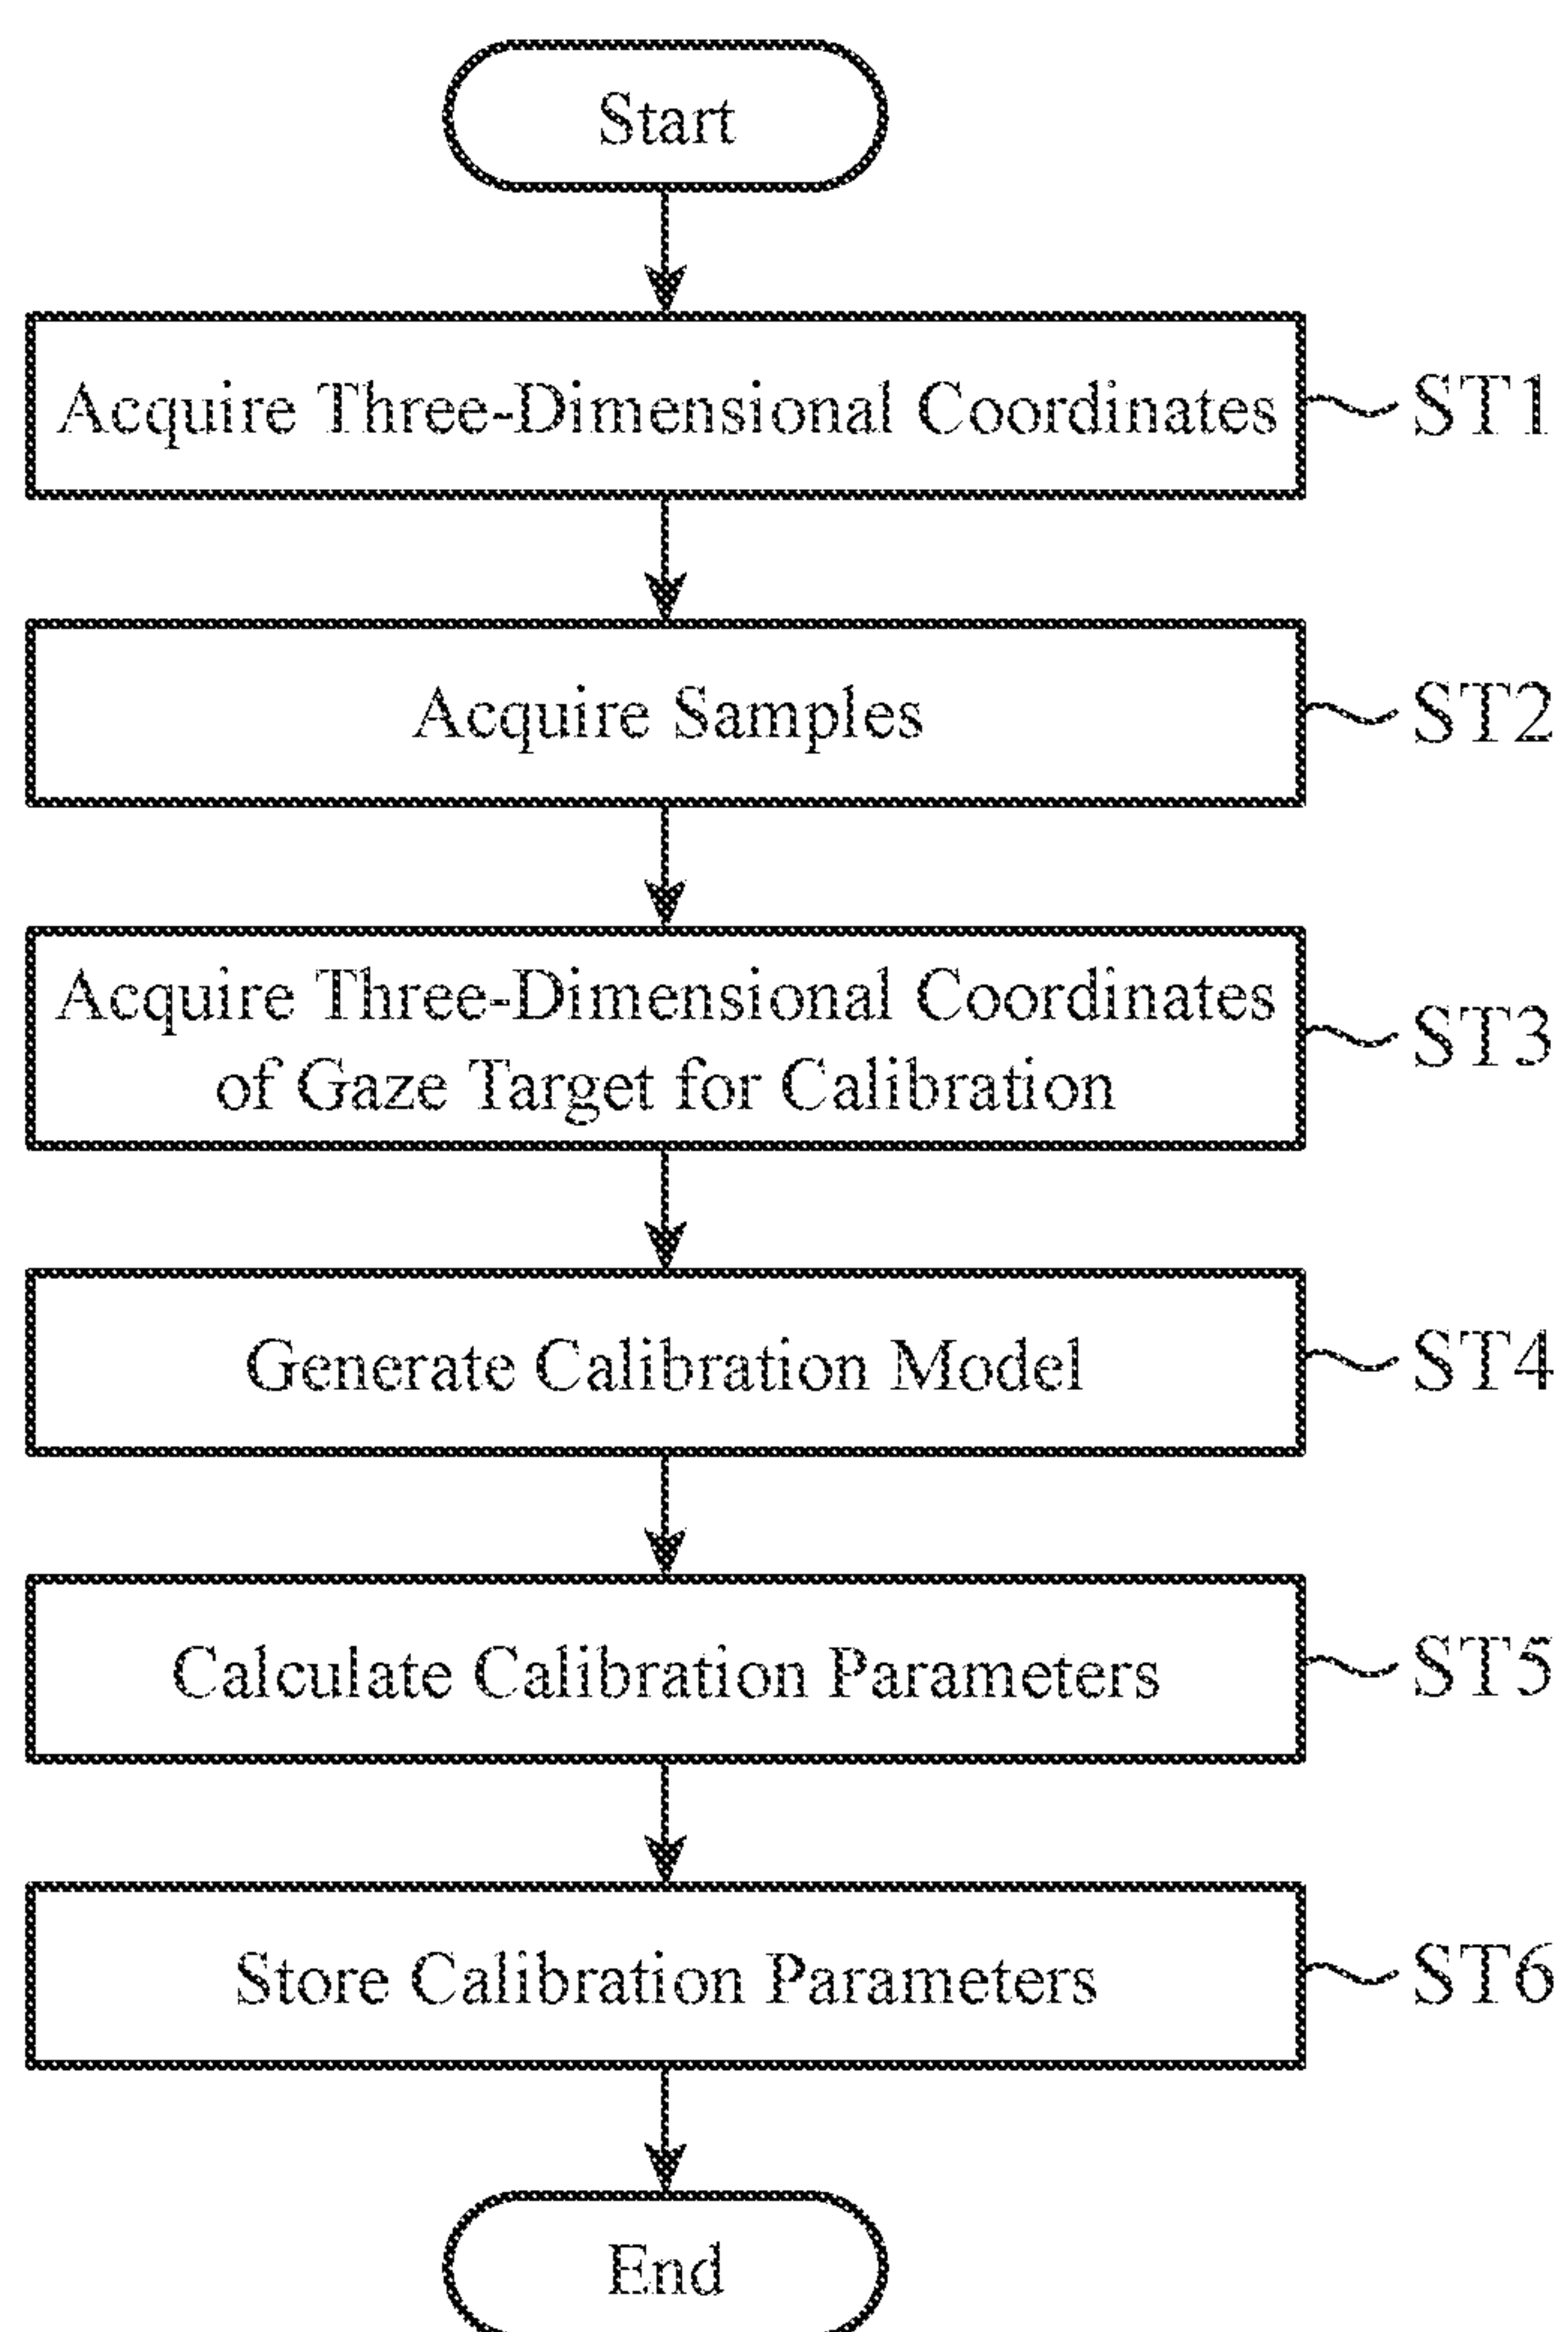 Start
Acquire Three-Dimensional Coordinates
ST1
Acquire Samples
ST2
Acquire Three-Dimensional Coordinates
of Gaze Target for Calibration
ST3
Generate Calibration Model
ST4
Calculate Calibration Parameters
ST5
Store Calibration Parameters
ST6
End